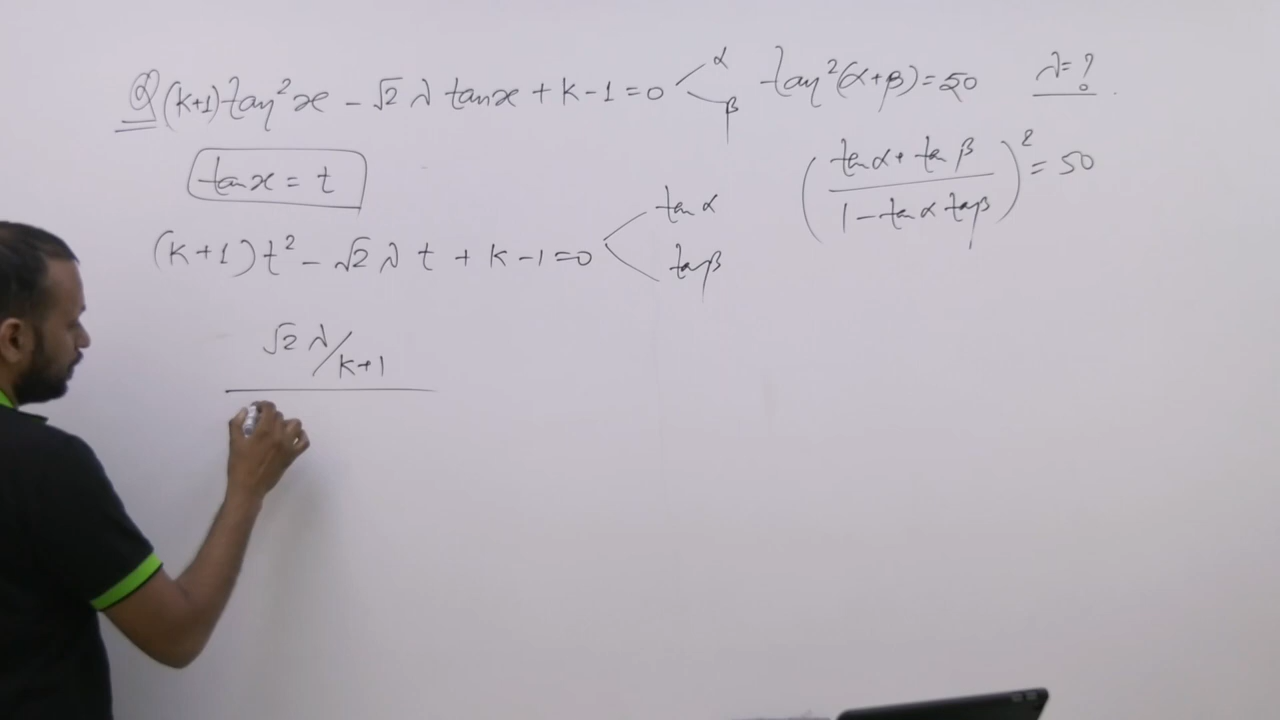 Q (k+1)tan²x - √2 λ tanx + k-1 = 0 α β tan²(α+β) = 50 λ = ?
tanx = t
(tanα + tanβ / 1 - tanα tanβ)² = 50
(k+1)t² - √2 λ t + k - 1 = 0 tanα tanβ
√2 λ / k+1